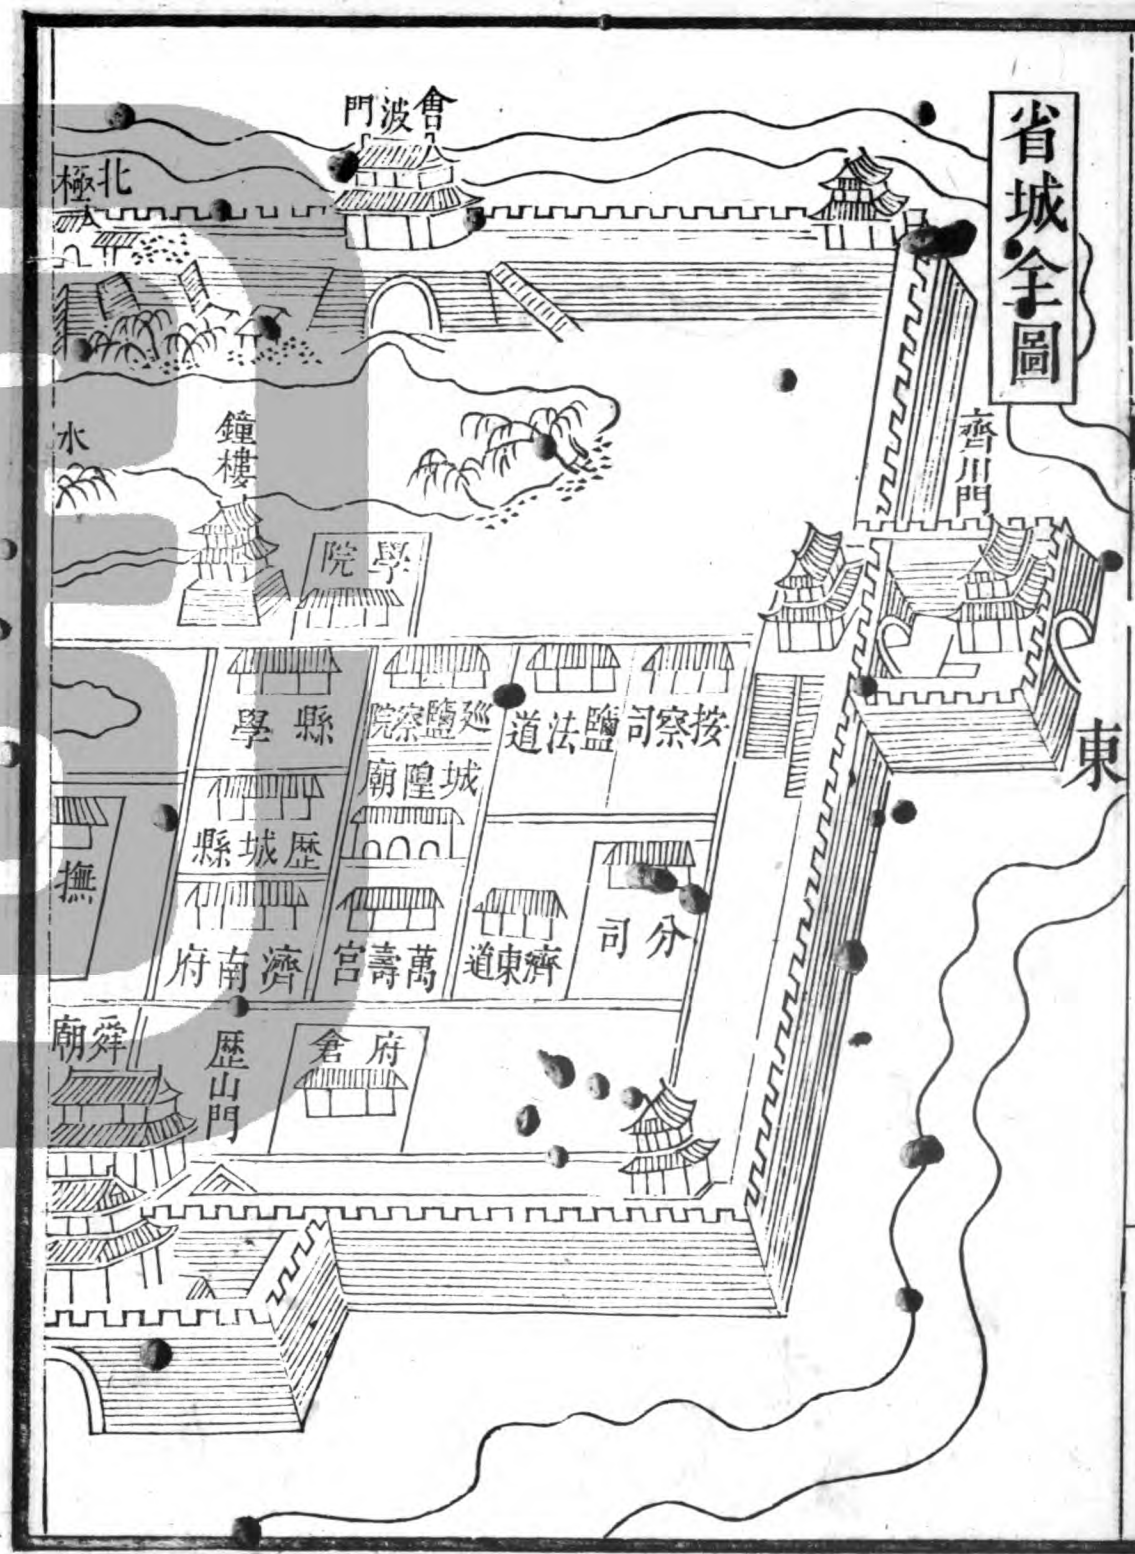 省城全圖
會波門
北極
齊川門
鐘樓
水
學院
東
按察司
鹽法道
巡鹽察院
縣學
城隍廟
歷城縣
撫
分司
濟東道
萬壽宮
濟南府
舜廟
歷山門
府倉